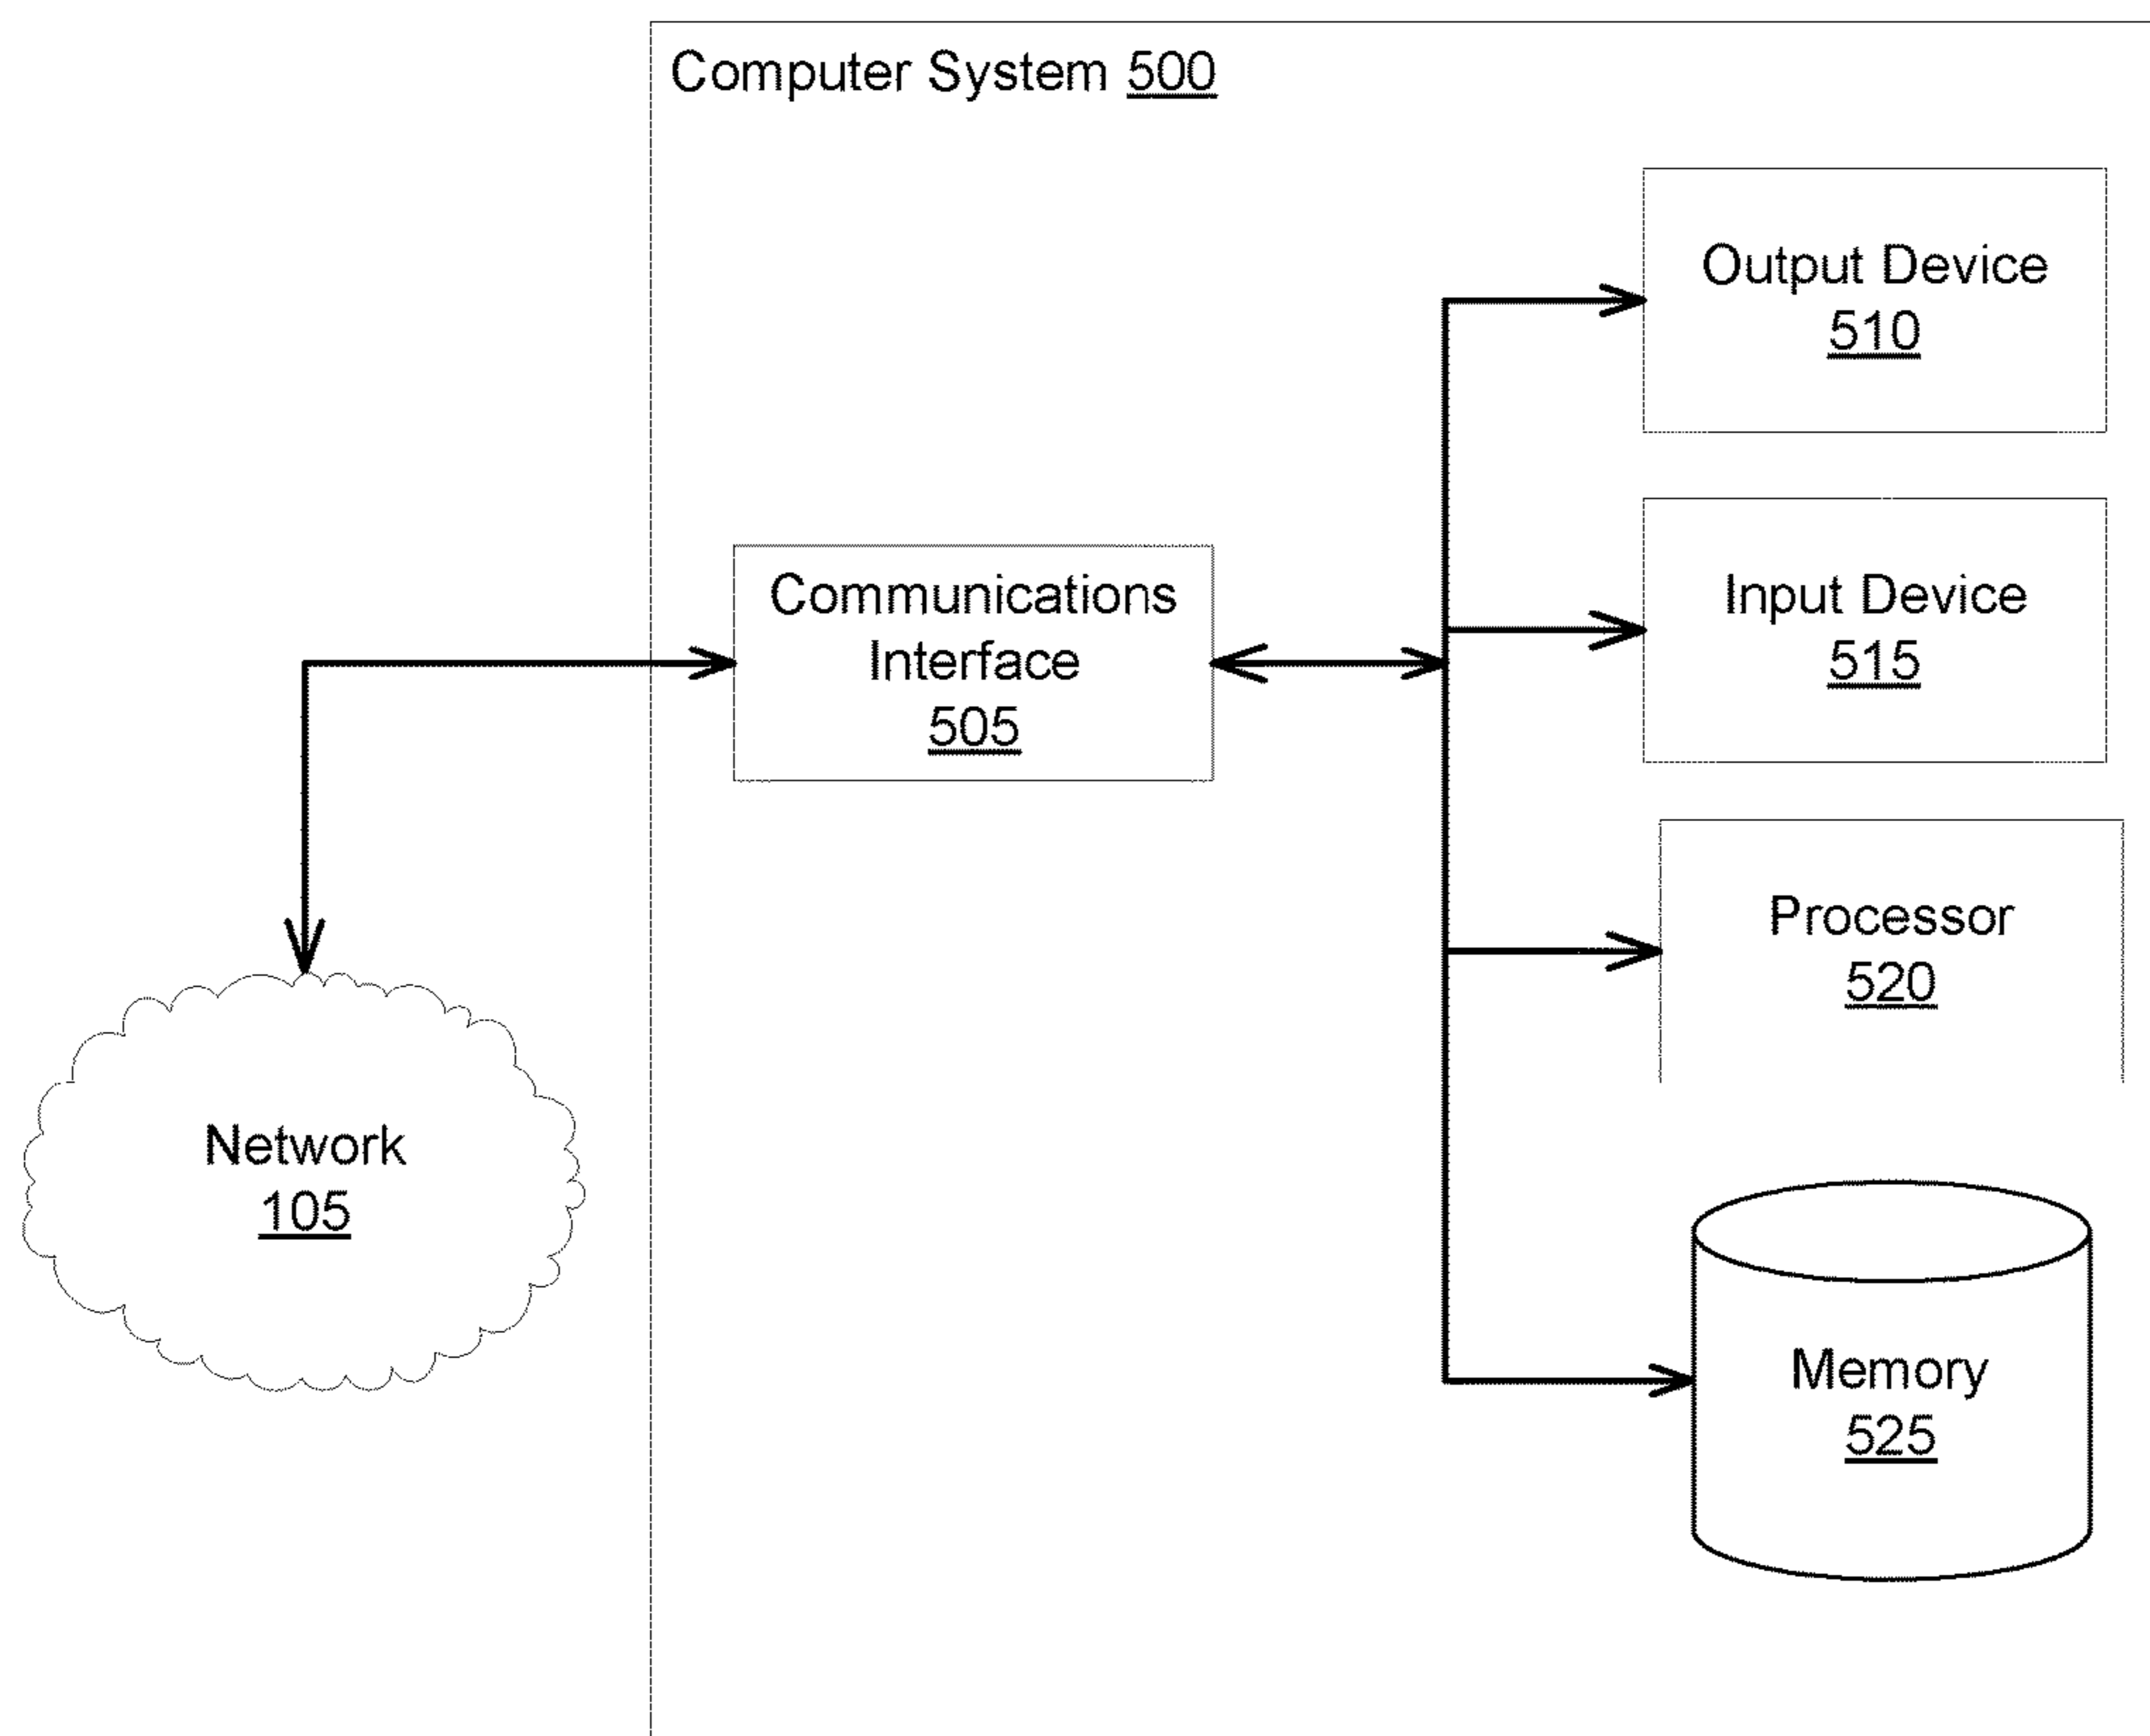 Computer System 500
Output Device
510
Communications
Interface
505
Input Device
515
Processor
520
Network
105
Memory
525